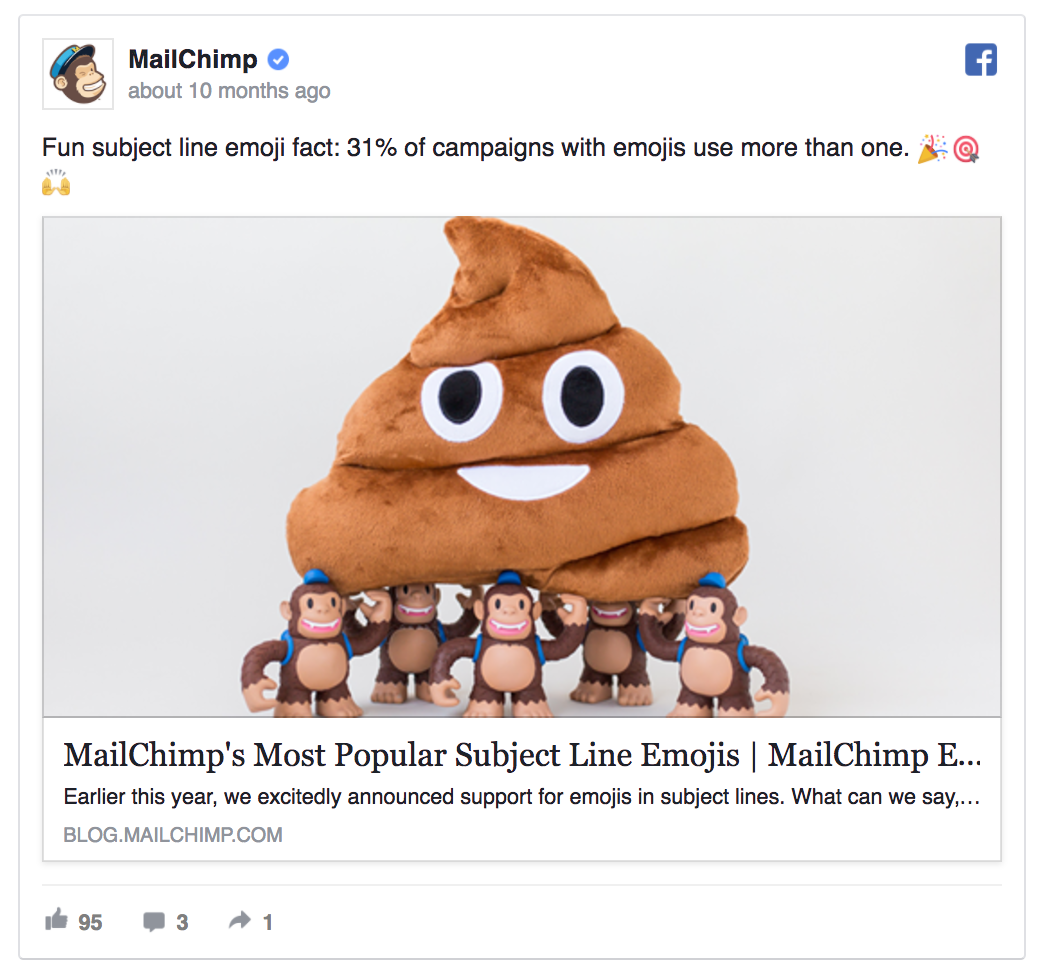 MailChimp
about 10 months ago
Fun subject line emoji fact: 31% of campaigns with emojis use more than one. 🎉🎯
🙌
MailChimp's Most Popular Subject Line Emojis | MailChimp E...
Earlier this year, we excitedly announced support for emojis in subject lines. What can we say,...
BLOG.MAILCHIMP.COM
95 3 1